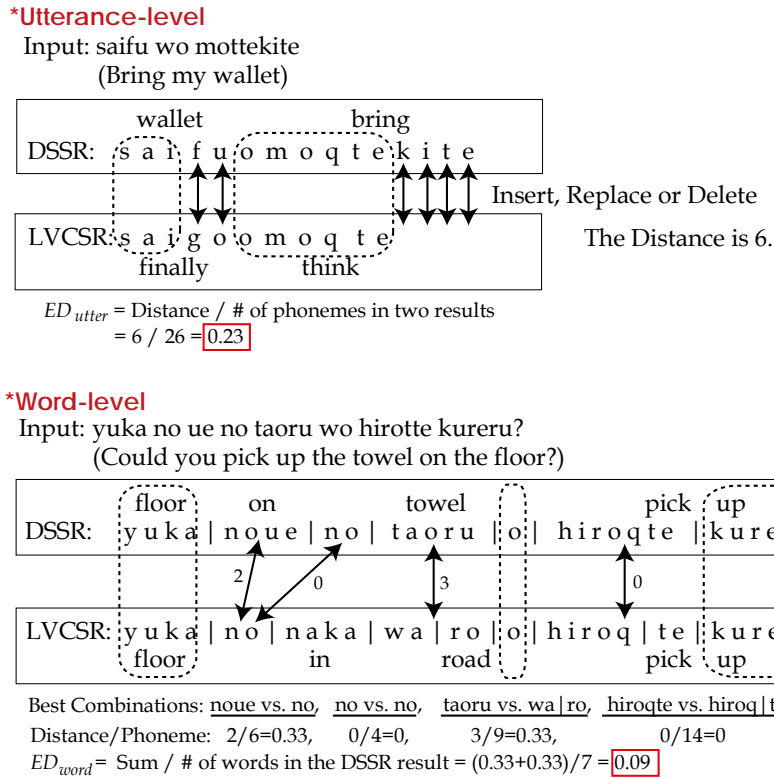 *Utterance-level
Input: saifu wo mottekite
(Bring my wallet)
wallet bring
DSSR: s a i f u o m o q t e k i t e
Insert, Replace or Delete
LVCSR: s a i g o o m o q t e
The Distance is 6.
finally think
ED utter = Distance / # of phonemes in two results
= 6 / 26 = 0.23
*Word-level
Input: yuka no ue no taoru wo hirotte kureru?
(Could you pick up the towel on the floor?)
floor on towel pick up
DSSR: y u k a | n o u e | n o | t a o r u | o | h i r o q t e | k u r e
2 0 3 0
LVCSR: y u k a | n o | n a k a | w a | r o | o | h i r o q | t e | k u r e
floor in road pick up
Best Combinations: noue vs. no, no vs. no, taoru vs. wa|ro, hiroqte vs. hiroq|t
Distance/Phoneme: 2/6=0.33, 0/4=0, 3/9=0.33, 0/14=0
ED word = Sum / # of words in the DSSR result = (0.33+0.33)/7 = 0.09